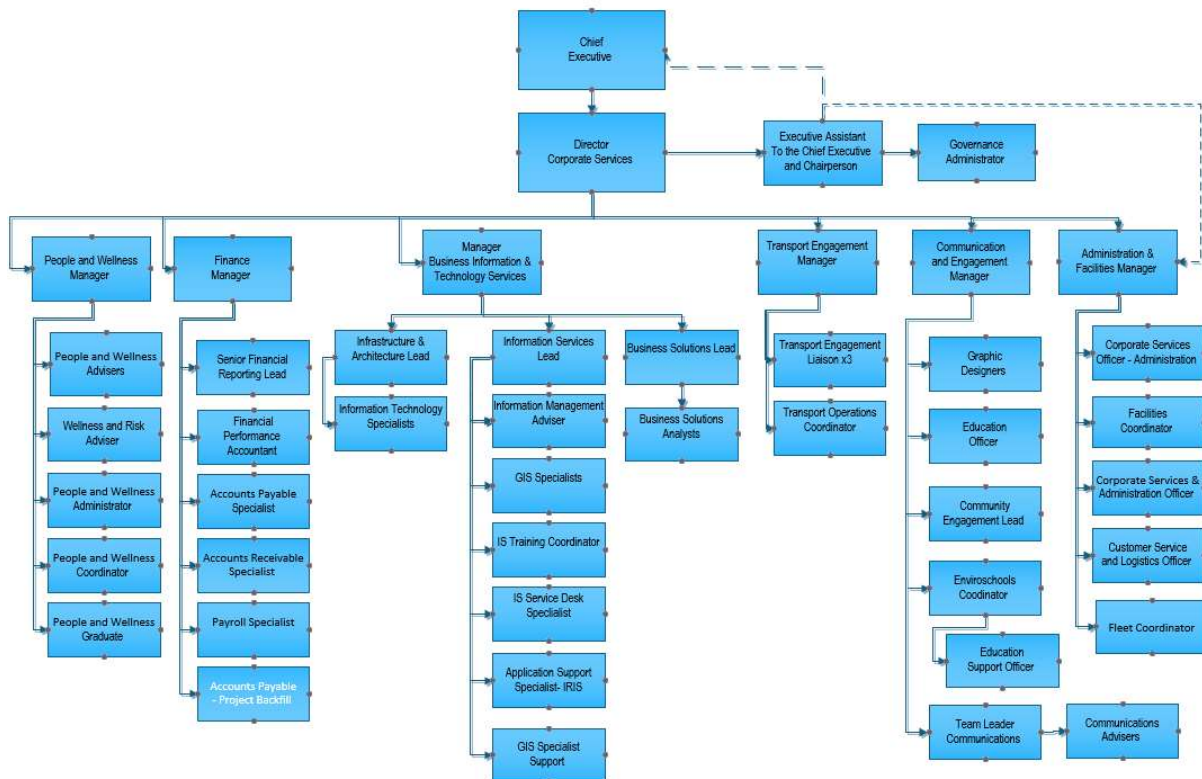 Chief
Executive
Director
Corporate Services
Executive Assistant
To the Chief Executive
and Chairperson
Governance
Administrator
People and Wellness
Manager
Finance
Manager
Manager
Business Information &
Technology Services
Transport Engagement
Manager
Communication
and Engagement
Manager
Administration &
Facilities Manager
People and Wellness
Advisers
Wellness and Risk
Adviser
People and Wellness
Administrator
People and Wellness
Coordinator
People and Wellness
Graduate
Senior Financial
Reporting Lead
Financial
Performance
Accountant
Accounts Payable
Specialist
Accounts Receivable
Specialist
Payroll Specialist
Accounts Payable
- Project Backfill
Infrastructure &
Architecture Lead
Information Technology
Specialists
Information Services
Lead
Information Management
Adviser
GIS Specialists
IS Training Coordinator
IS Service Desk
Specialist
Application Support
Specialist- IRIS
GIS Specialist
Support
Business Solutions Lead
Business Solutions
Analysts
Transport Engagement
Liaison x3
Transport Operations
Coordinator
Graphic
Designers
Education
Officer
Community
Engagement Lead
Enviroschools
Coodinator
Education
Support Officer
Team Leader
Communications
Communications
Advisers
Corporate Services
Officer - Administration
Facilities
Coordinator
Corporate Services &
Administration Officer
Customer Service
and Logistics Officer
Fleet Coordinator